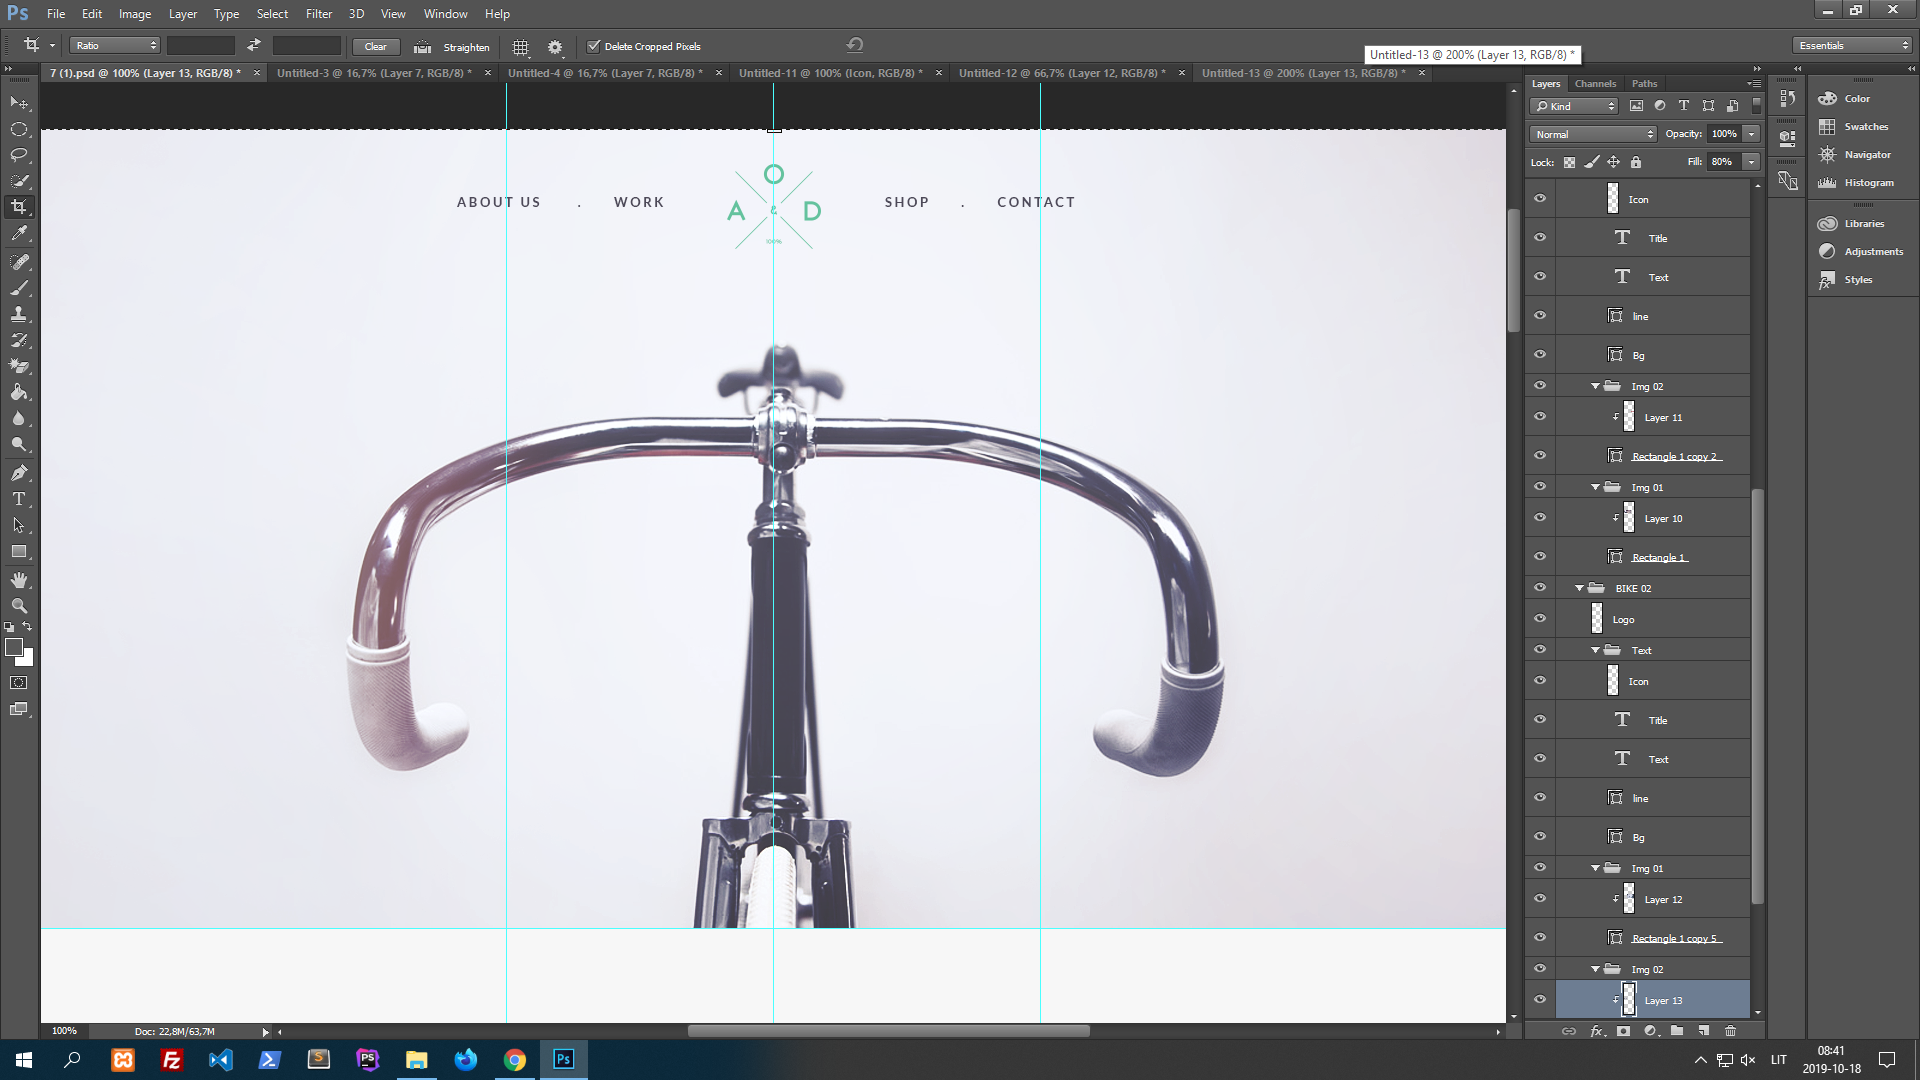 Ps File Edit Image Layer Type Select Filter 3D View Window Help
Ratio Clear Straighten Delete Cropped Pixels Essentials
Untitled-13 @ 200% (Layer 13, RGB/8) *
7 (1).psd @ 100% (Layer 13, RGB/8) * Untitled-3 @ 16,7% (Layer 7, RGB/8) * Untitled-4 @ 16,7% (Layer 7, RGB/8) * Untitled-11 @ 100% (Icon, RGB/8) * Untitled-12 @ 66,7% (Layer 12, RGB/8) * Untitled-13 @ 200% (Layer 13, RGB/8) *
Layers Channels Paths
Kind
Normal Opacity: 100%
Lock: Fill: 80%
Icon
Title
Text
line
Bg
Img 02
Layer 11
Rectangle 1 copy 2
Img 01
Layer 10
Rectangle 1
BIKE 02
Logo
Text
Icon
Title
Text
line
Bg
Img 01
Layer 12
Rectangle 1 copy 5
Img 02
Layer 13
Color
Swatches
Navigator
Histogram
Libraries
Adjustments
Styles
O
ABOUT US . WORK A & D SHOP . CONTACT
100%
100% Doc: 22,8M/63,7M
LIT 08:41
2019-10-18